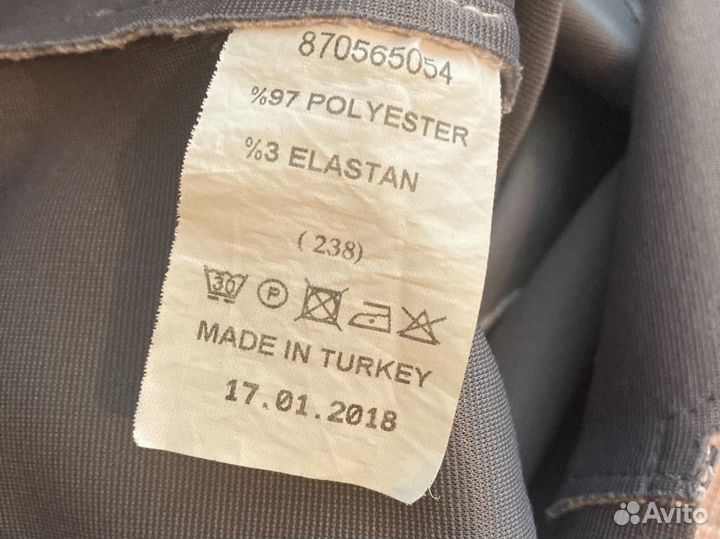 870565054
%97 POLYESTER
%3 ELASTAN
(238)
30 P
MADE IN TURKEY
17.01.2018
Avito